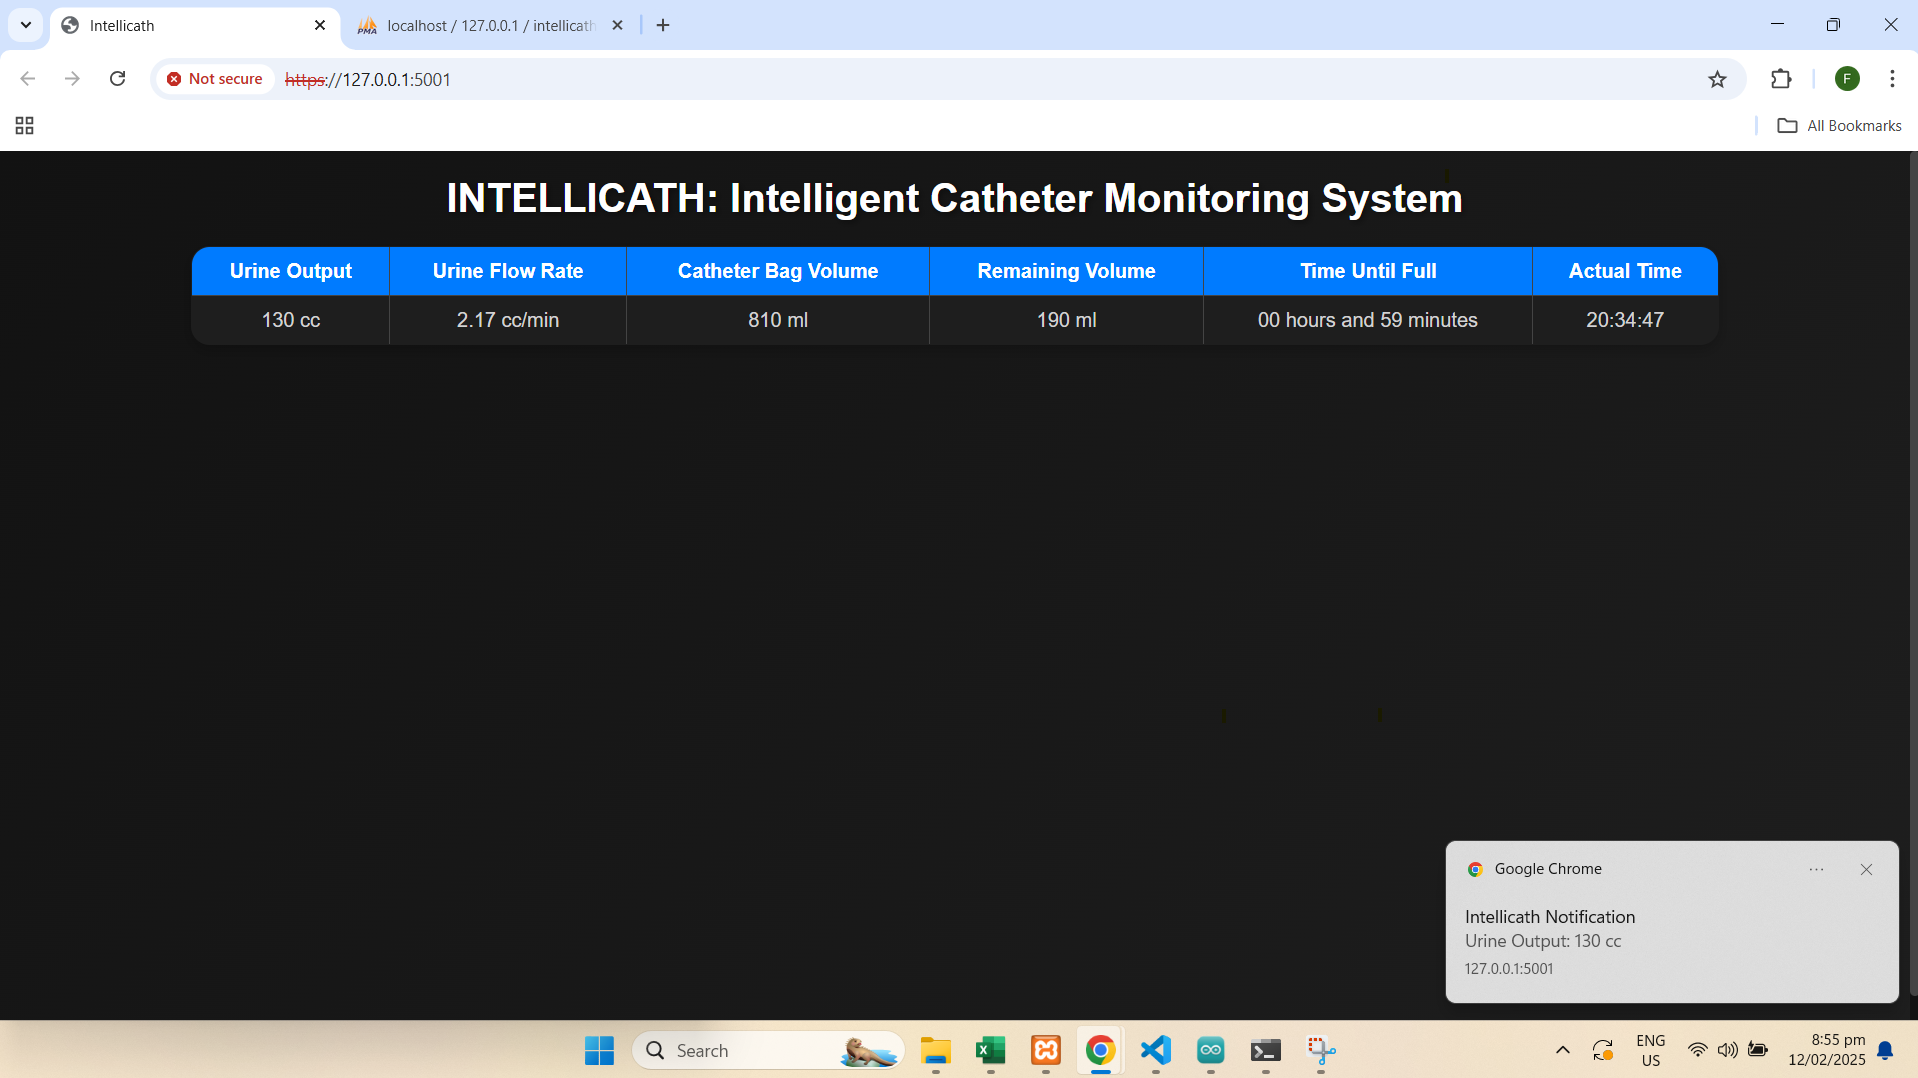 Intellicath
localhost / 127.0.0.1 / intellicath
Not secure https://127.0.0.1:5001
F
All Bookmarks
INTELLICATH: Intelligent Catheter Monitoring System
Urine Output Urine Flow Rate Catheter Bag Volume Remaining Volume Time Until Full Actual Time
130 cc 2.17 cc/min 810 ml 190 ml 00 hours and 59 minutes 20:34:47
Google Chrome
Intellicath Notification
Urine Output: 130 cc
127.0.0.1:5001
Search
ENG
US
8:55 pm
12/02/2025